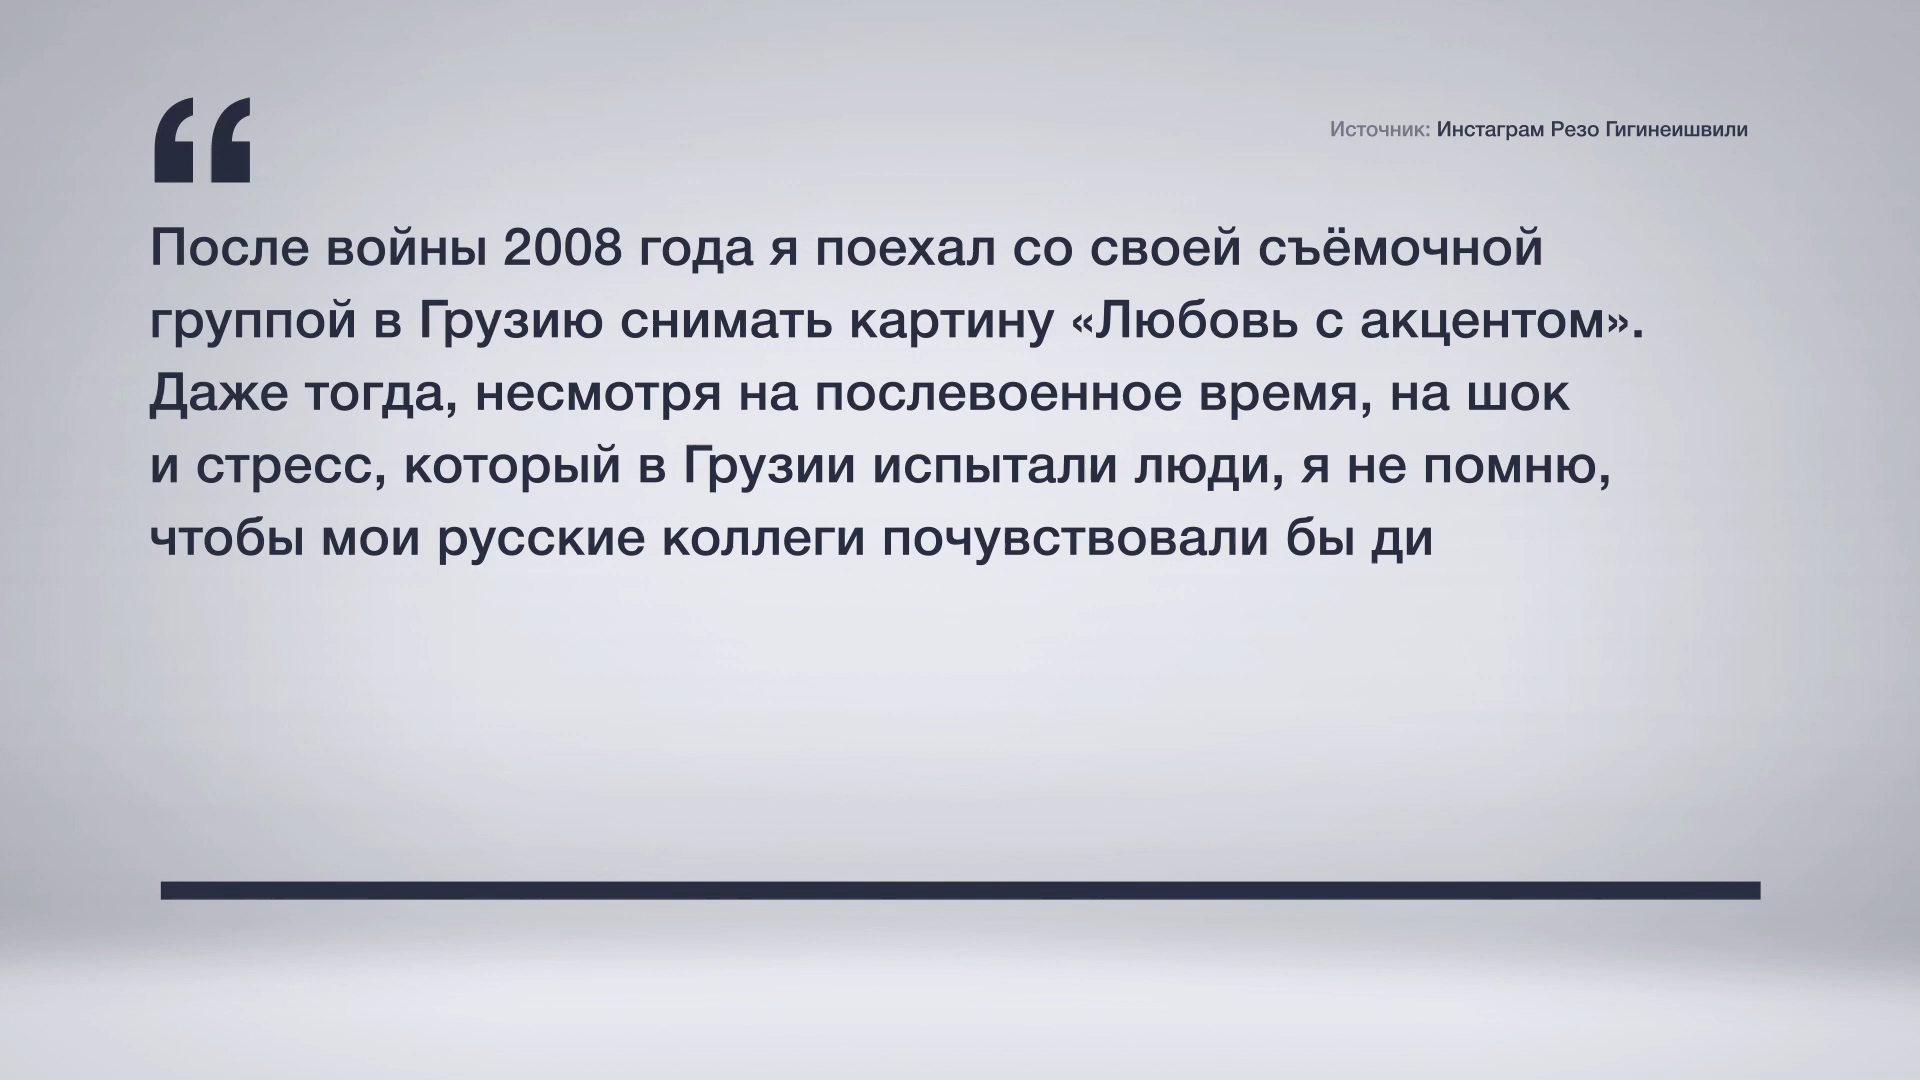 Источник: Инстаграм Резо Гигинеишвили
После войны 2008 года я поехал со своей съёмочной
группой в Грузию снимать картину «Любовь с акцентом».
Даже тогда, несмотря на послевоенное время, на шок
и стресс, который в Грузии испытали люди, я не помню,
чтобы мои русские коллеги почувствовали бы ди